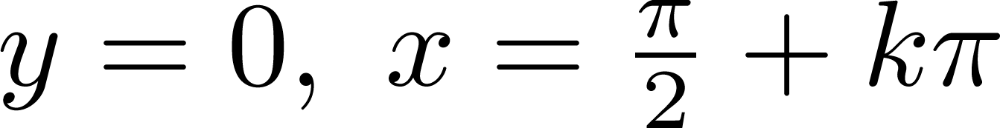 y = 0, x = π/2 + kπ